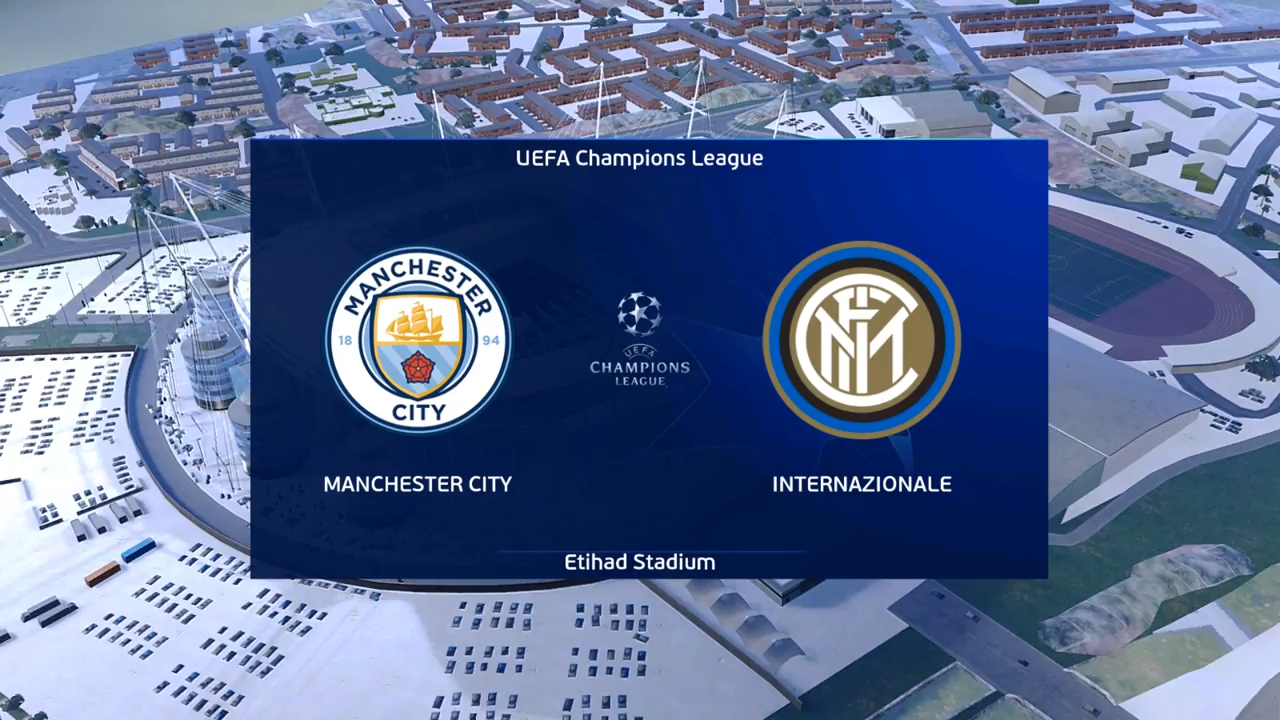 UEFA Champions League
MANCHESTER
18 94
CITY
UEFA
CHAMPIONS
LEAGUE
MANCHESTER CITY
INTERNAZIONALE
Etihad Stadium